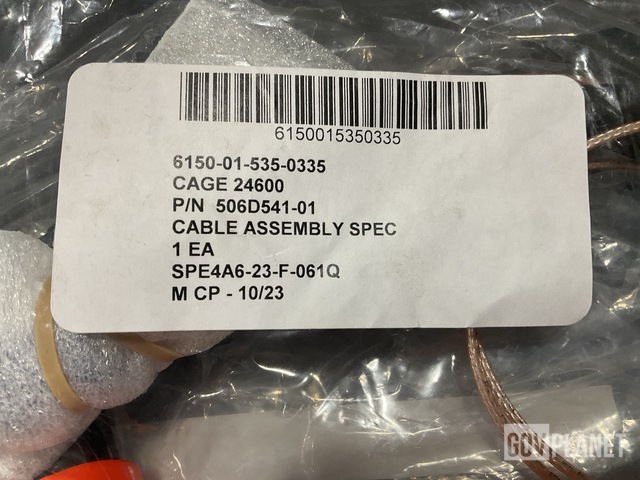 6150015350335
6150-01-535-0335
CAGE 24600
P/N 506D541-01
CABLE ASSEMBLY SPEC
1 EA
SPE4A6-23-F-061Q
M CP - 10/23
GOVPLANET